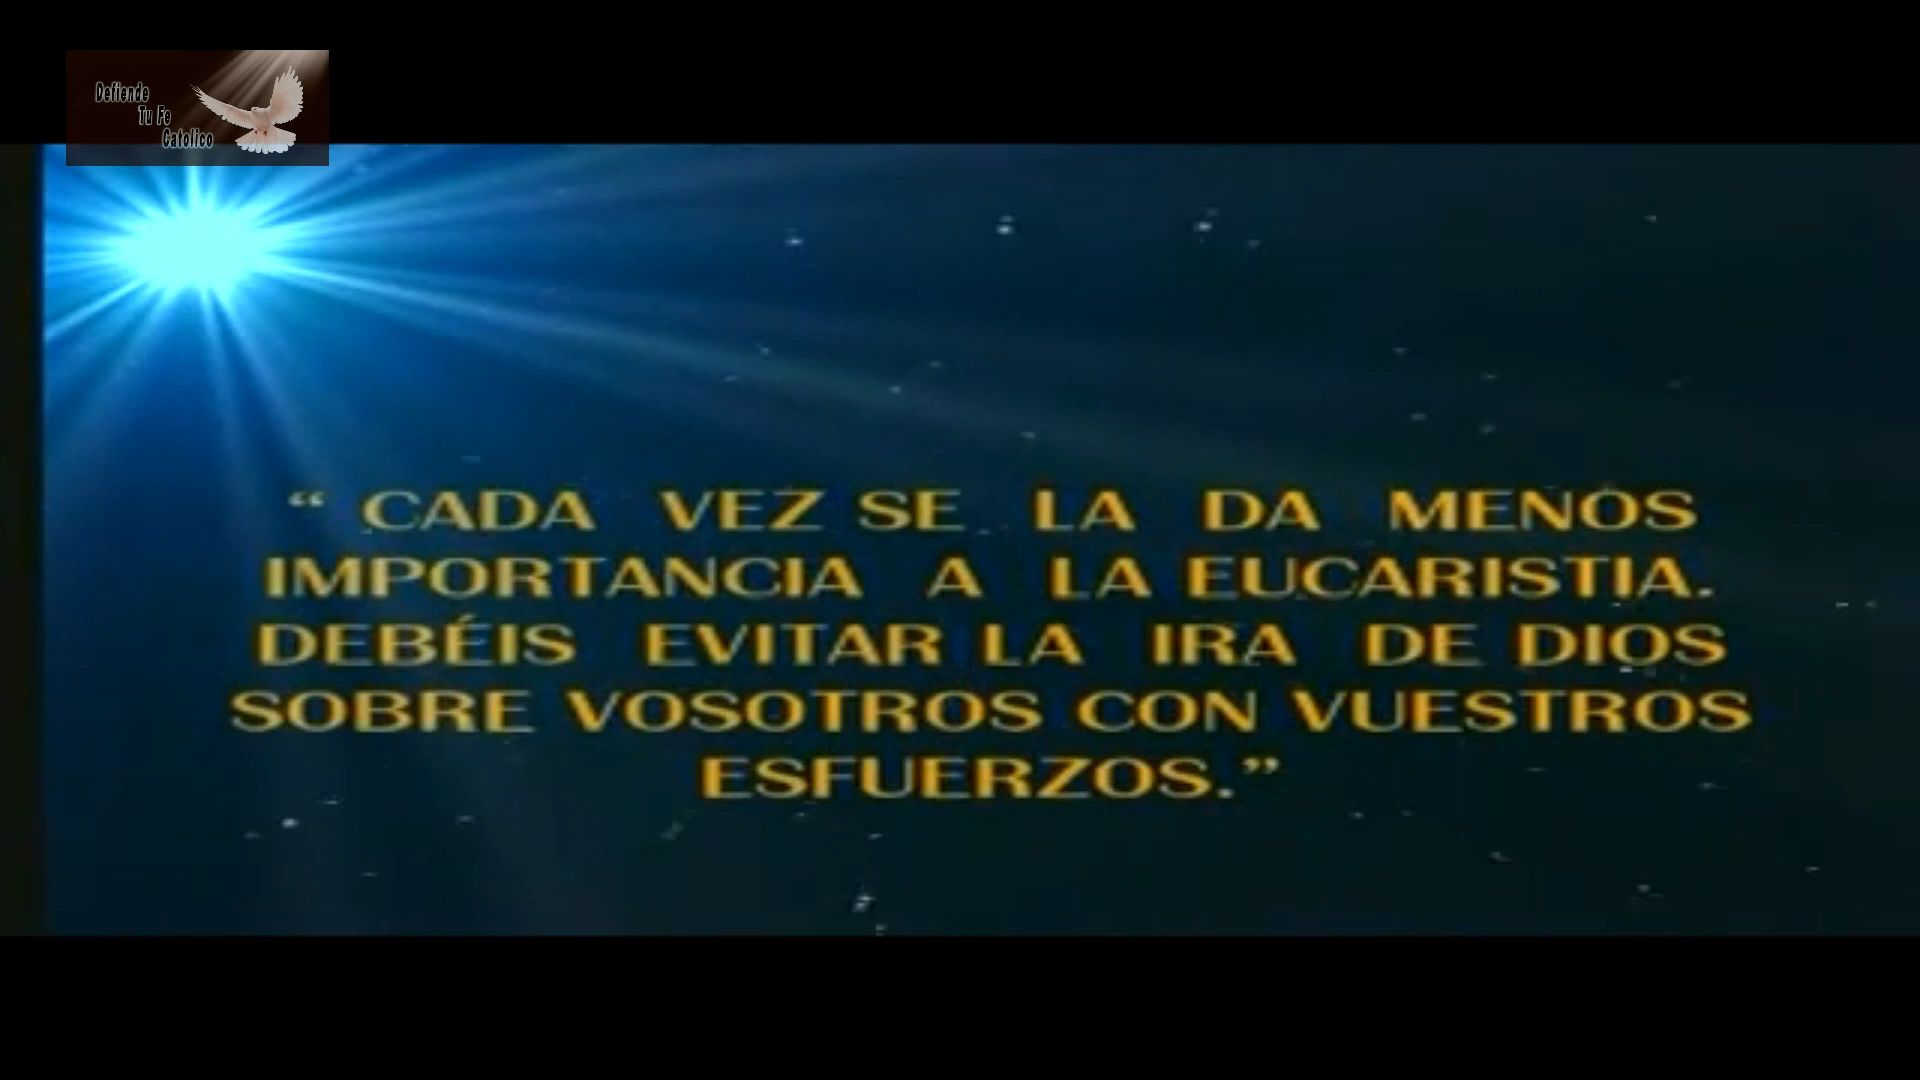 Defiende
Tu Fe
Catolico
“ CADA VEZ SE LA DA MENOS
IMPORTANCIA A LA EUCARISTIA.
DEBÉIS EVITAR LA IRA DE DIOS
SOBRE VOSOTROS CON VUESTROS
ESFUERZOS.”